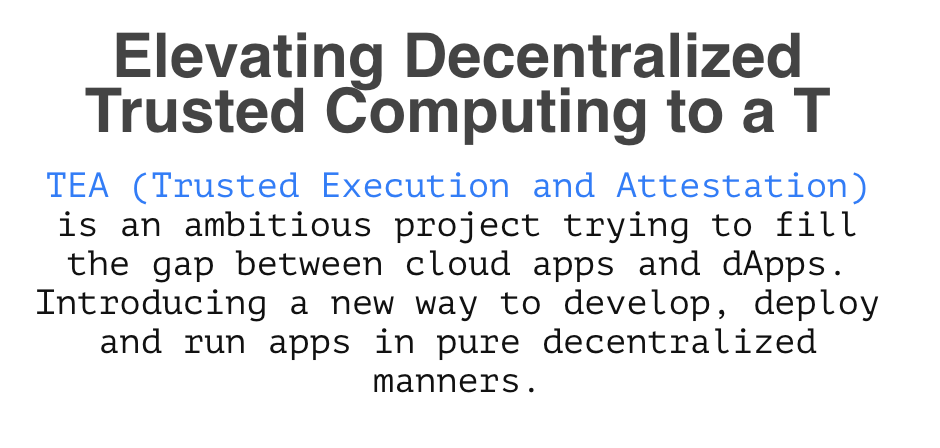 Elevating Decentralized
Trusted Computing to a T
TEA (Trusted Execution and Attestation)
is an ambitious project trying to fill
the gap between cloud apps and dApps.
Introducing a new way to develop, deploy
and run apps in pure decentralized
manners.